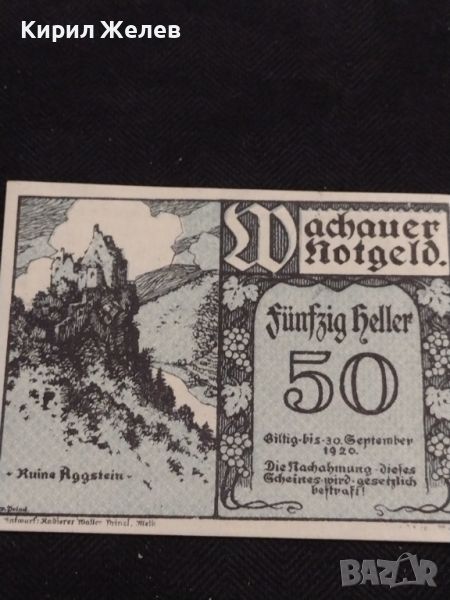 Кирил Желев
Wachauer
Notgeld.
Fünfzig Heller
50
Giltig-bis-30. September
1920.
Die Nachahmung-dieses
Scheines-wird-gesetzlich
bestraft!
-Ruine Aggstein-
Entwurf: Radierer Walter Prinzl, Melk
BAZAR